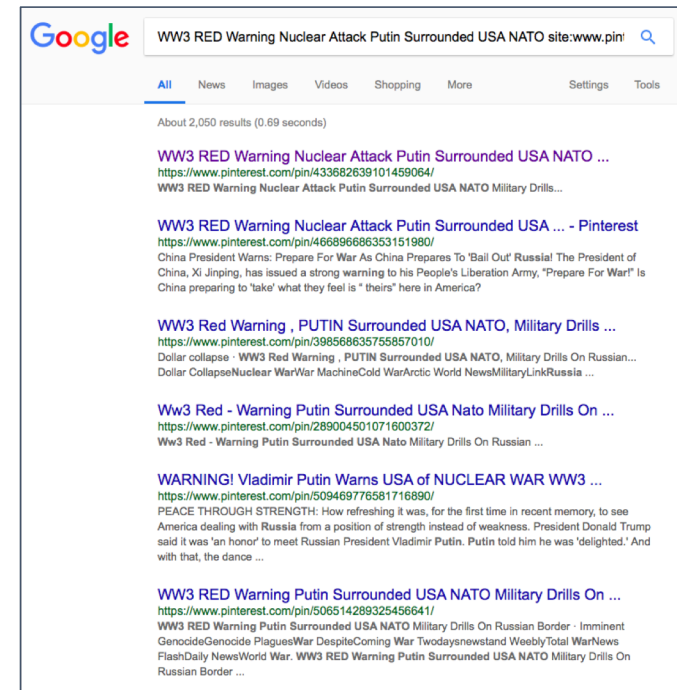 Google
WW3 RED Warning Nuclear Attack Putin Surrounded USA NATO site:www.pint
All News Images Videos Shopping More Settings Tools
About 2,050 results (0.69 seconds)
WW3 RED Warning Nuclear Attack Putin Surrounded USA NATO ...
https://www.pinterest.com/pin/433682639101459064/
WW3 RED Warning Nuclear Attack Putin Surrounded USA NATO Military Drills...
WW3 RED Warning Nuclear Attack Putin Surrounded USA ... - Pinterest
https://www.pinterest.com/pin/466896686353151980/
China President Warns: Prepare For War As China Prepares To 'Bail Out' Russia! The President of
China, Xi Jinping, has issued a strong warning to his People's Liberation Army, "Prepare For War!" Is
China preparing to 'take' what they feel is " theirs" here in America?
WW3 Red Warning , PUTIN Surrounded USA NATO, Military Drills ...
https://www.pinterest.com/pin/398568635755857010/
Dollar collapse · WW3 Red Warning , PUTIN Surrounded USA NATO, Military Drills On Russian...
Dollar CollapseNuclear WarWar MachineCold WarArctic World NewsMilitaryLinkRussia ...
Ww3 Red - Warning Putin Surrounded USA Nato Military Drills On ...
https://www.pinterest.com/pin/289004501071600372/
Ww3 Red - Warning Putin Surrounded USA Nato Military Drills On Russian ...
WARNING! Vladimir Putin Warns USA of NUCLEAR WAR WW3 ...
https://www.pinterest.com/pin/509469776581716890/
PEACE THROUGH STRENGTH: How refreshing it was, for the first time in recent memory, to see
America dealing with Russia from a position of strength instead of weakness. President Donald Trump
said it was 'an honor' to meet Russian President Vladimir Putin. Putin told him he was 'delighted.' And
with that, the dance ...
WW3 RED Warning Putin Surrounded USA NATO Military Drills On ...
https://www.pinterest.com/pin/506514289325456641/
WW3 RED Warning Putin Surrounded USA NATO Military Drills On Russian Border · Imminent
GenocideGenocide PlaguesWar DespiteComing War Twodaysnewstand WeeblyTotal WarNews
FlashDaily NewsWorld War. WW3 RED Warning Putin Surrounded USA NATO Military Drills On
Russian Border ...